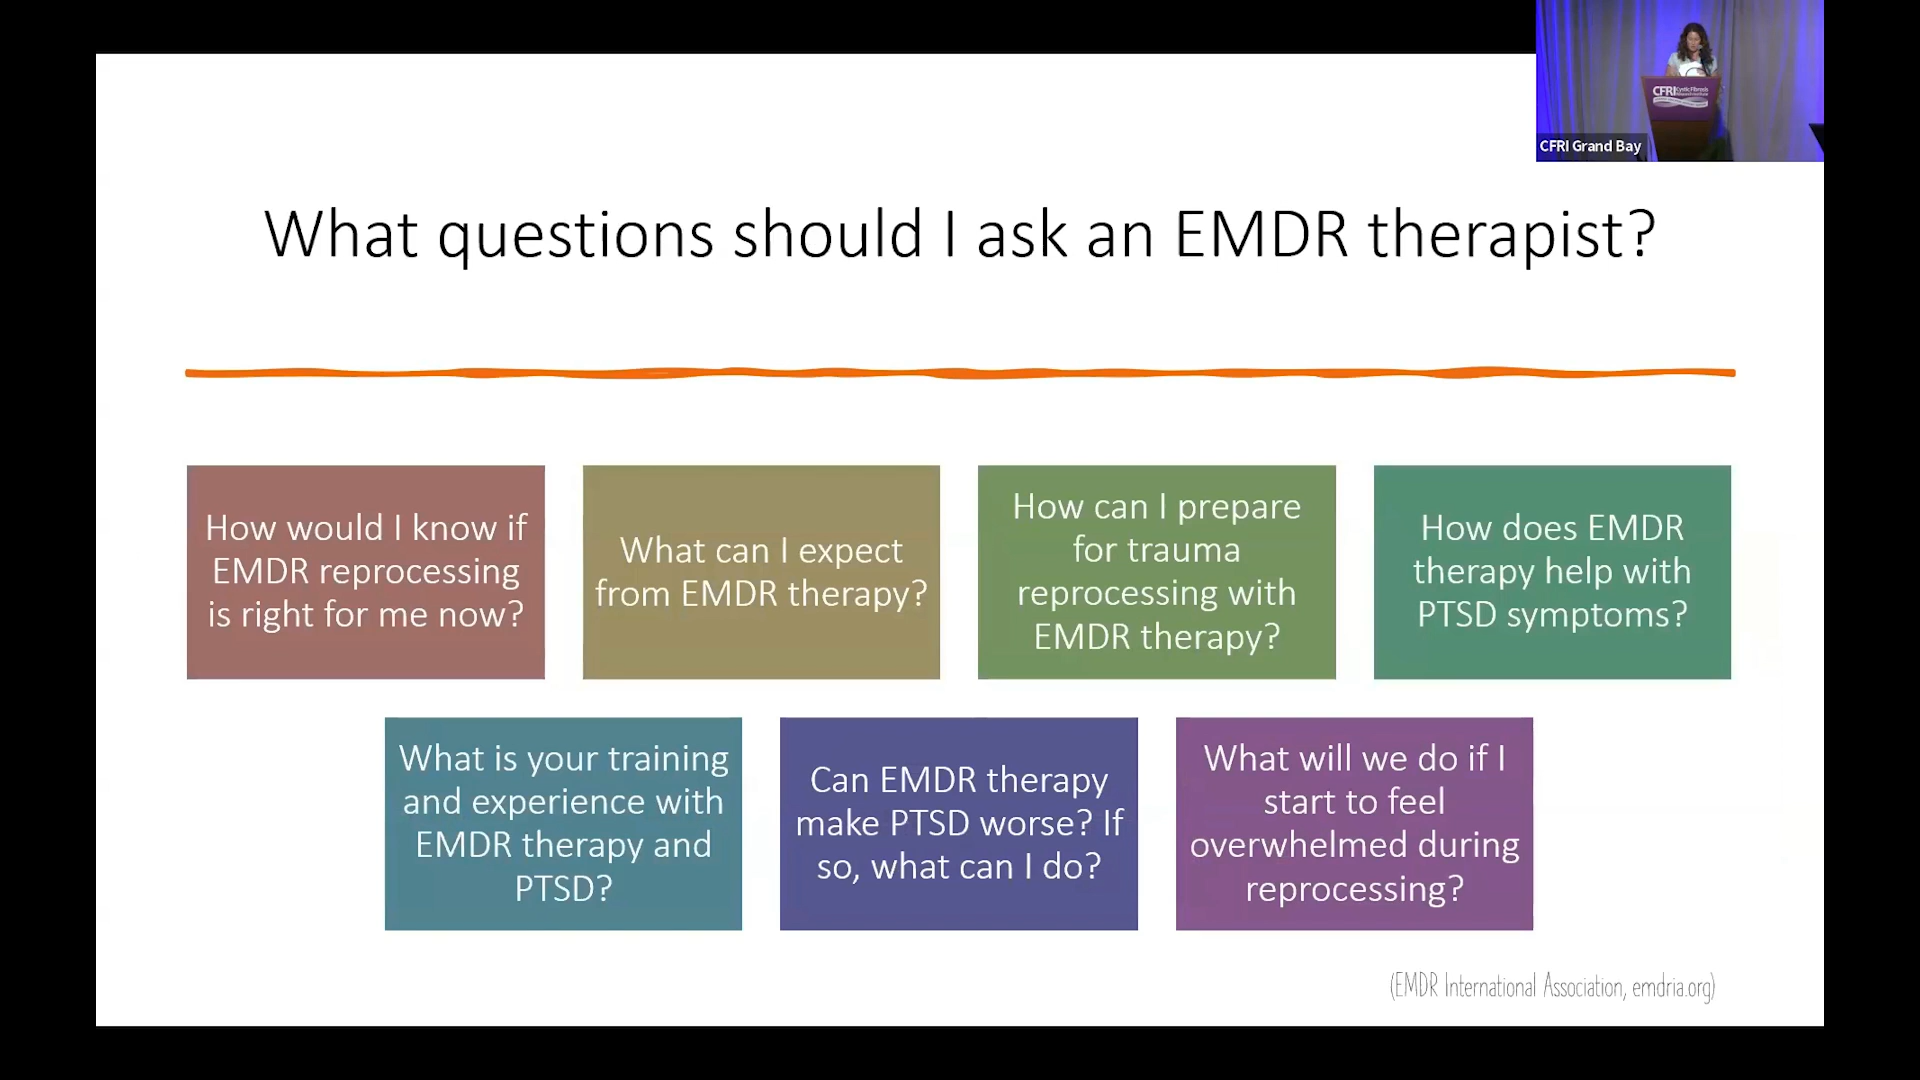 CFRI Cystic Fibrosis
CFRI Grand Bay
What questions should I ask an EMDR therapist?
How would I know if
EMDR reprocessing
is right for me now?
What can I expect
from EMDR therapy?
How can I prepare
for trauma
reprocessing with
EMDR therapy?
How does EMDR
therapy help with
PTSD symptoms?
What is your training
and experience with
EMDR therapy and
PTSD?
Can EMDR therapy
make PTSD worse? If
so, what can I do?
What will we do if I
start to feel
overwhelmed during
reprocessing?
(EMDR International Association, emdria.org)